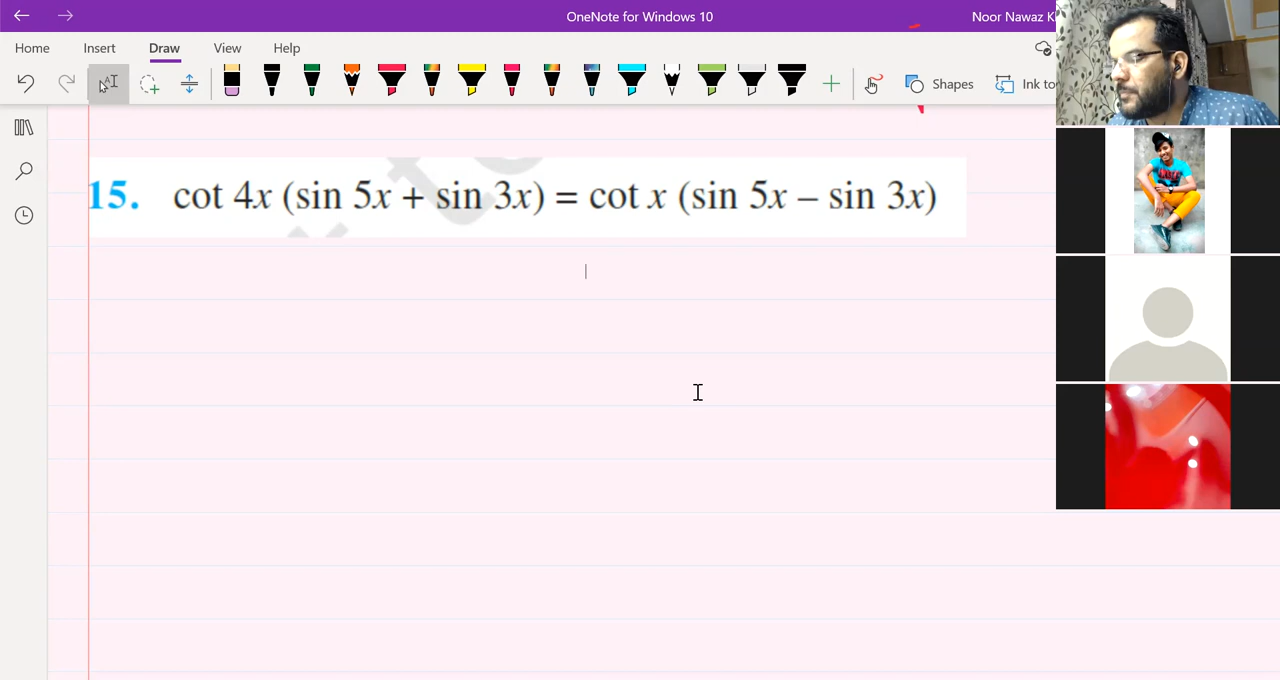 OneNote for Windows 10
Noor Nawaz K
Home Insert Draw View Help
Shapes Ink to
15. cot 4x (sin 5x + sin 3x) = cot x (sin 5x – sin 3x)